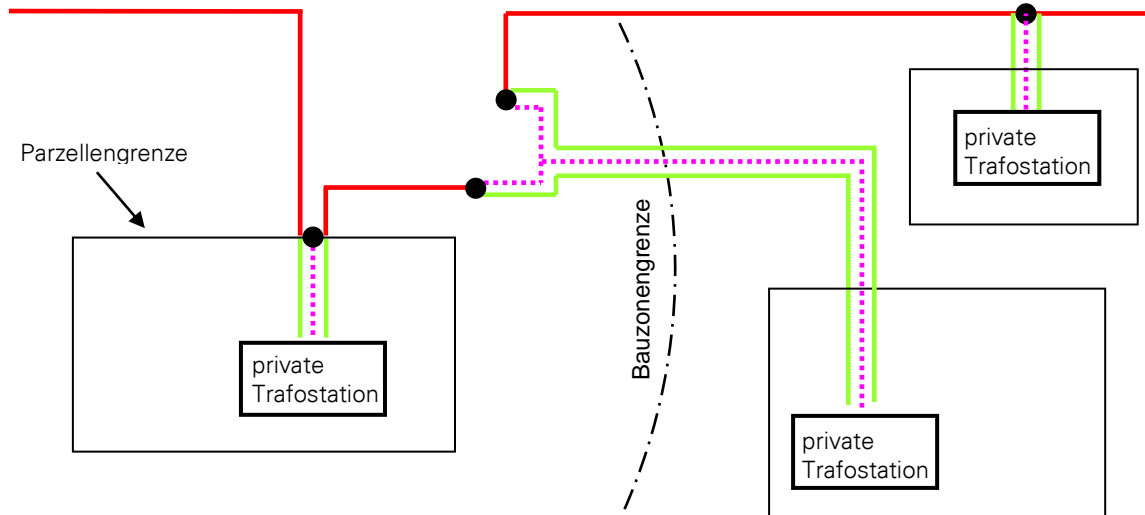 private
Trafostation
Parzellengrenze
Bauzonengrenze
private
Trafostation
private
Trafostation